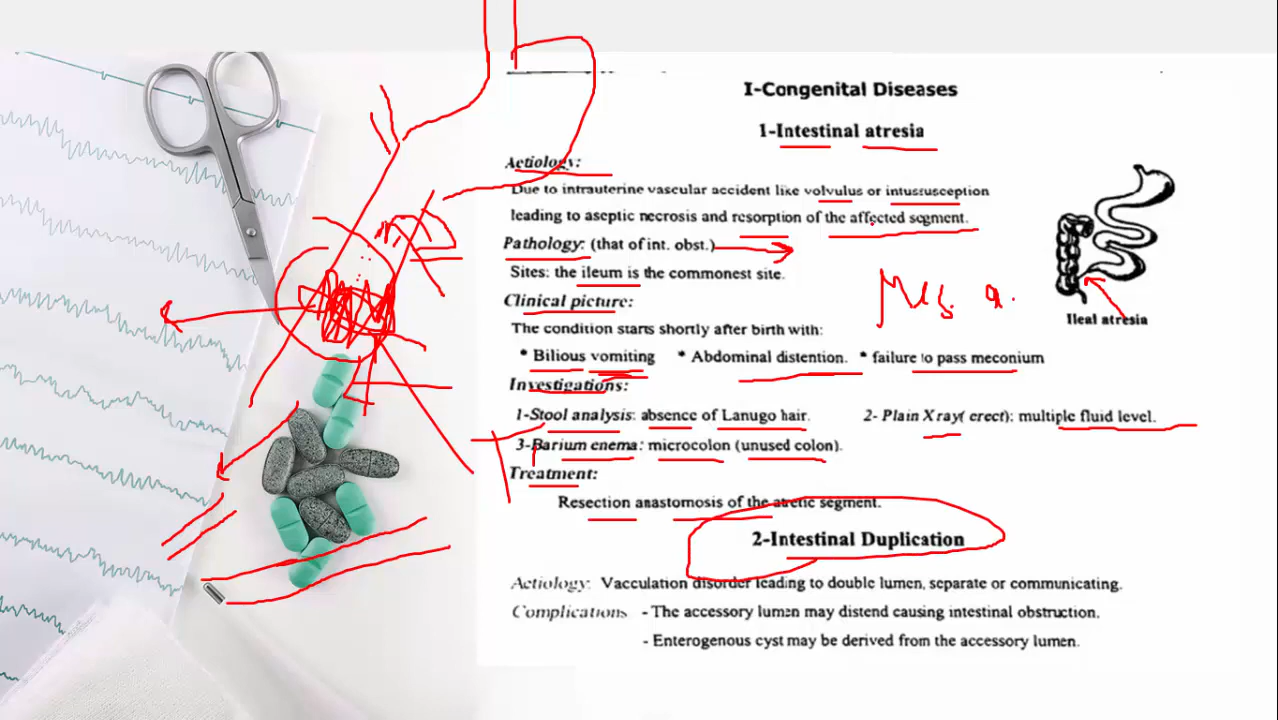 I-Congenital Diseases
1-Intestinal atresia
Aetiology:
Due to intrauterine vascular accident like volvulus or intussusception
leading to aseptic necrosis and resorption of the affected segment.
Pathology: (that of int. obst.)
Sites: the ileum is the commonest site.
Clinical picture:
Ileal atresia
The condition starts shortly after birth with:
* Bilious vomiting * Abdominal distention. * failure to pass meconium
Investigations:
1-Stool analysis: absence of Lanugo hair. 2- Plain X ray( erect): multiple fluid level.
3-Barium enema: microcolon (unused colon).
Treatment:
Resection anastomosis of the atretic segment.
2-Intestinal Duplication
Aetiology: Vacculation disorder leading to double lumen, separate or communicating.
Complications - The accessory lumen may distend causing intestinal obstruction.
- Enterogenous cyst may be derived from the accessory lumen.